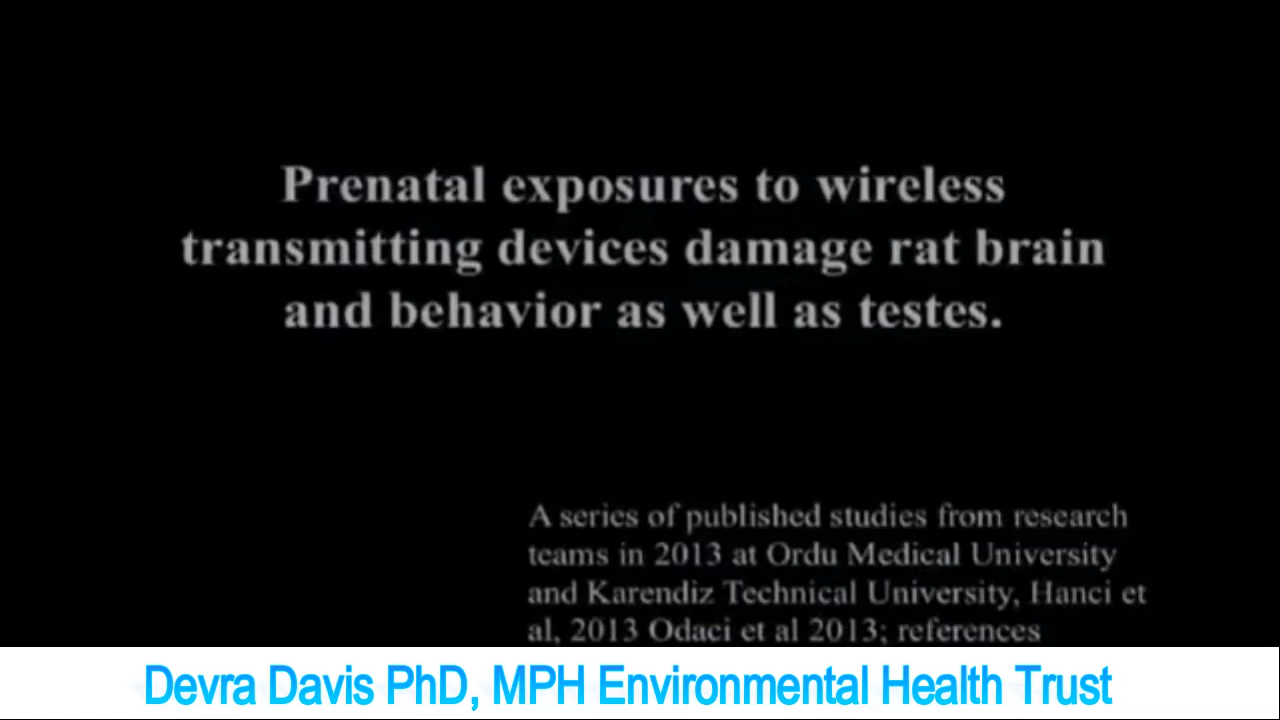 Prenatal exposures to wireless
transmitting devices damage rat brain
and behavior as well as testes.
A series of published studies from research
teams in 2013 at Ordu Medical University
and Karendiz Technical University, Hanci et
al, 2013 Odaci et al 2013; references
Devra Davis PhD, MPH Environmental Health Trust